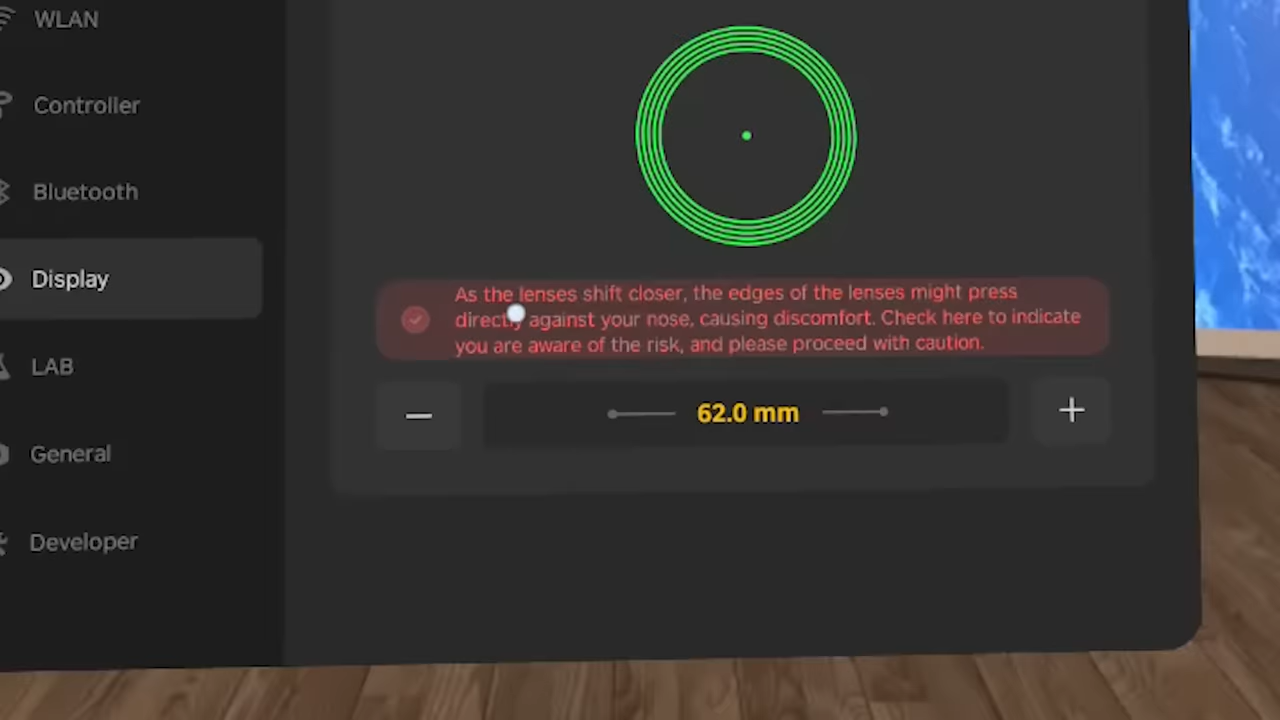 WLAN
Controller
Bluetooth
Display
LAB
General
Developer
As the lenses shift closer, the edges of the lenses might press
directly against your nose, causing discomfort. Check here to indicate
you are aware of the risk, and please proceed with caution.
62.0 mm